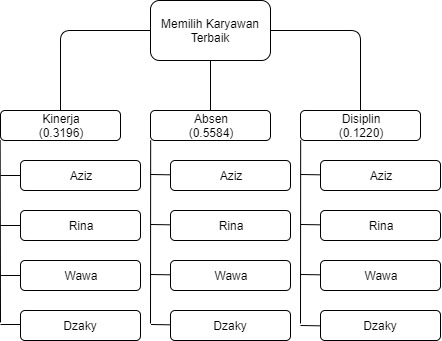 Memilih Karyawan
Terbaik
Kinerja
(0.3196)
Absen
(0.5584)
Disiplin
(0.1220)
Aziz
Aziz
Aziz
Rina
Rina
Rina
Wawa
Wawa
Wawa
Dzaky
Dzaky
Dzaky